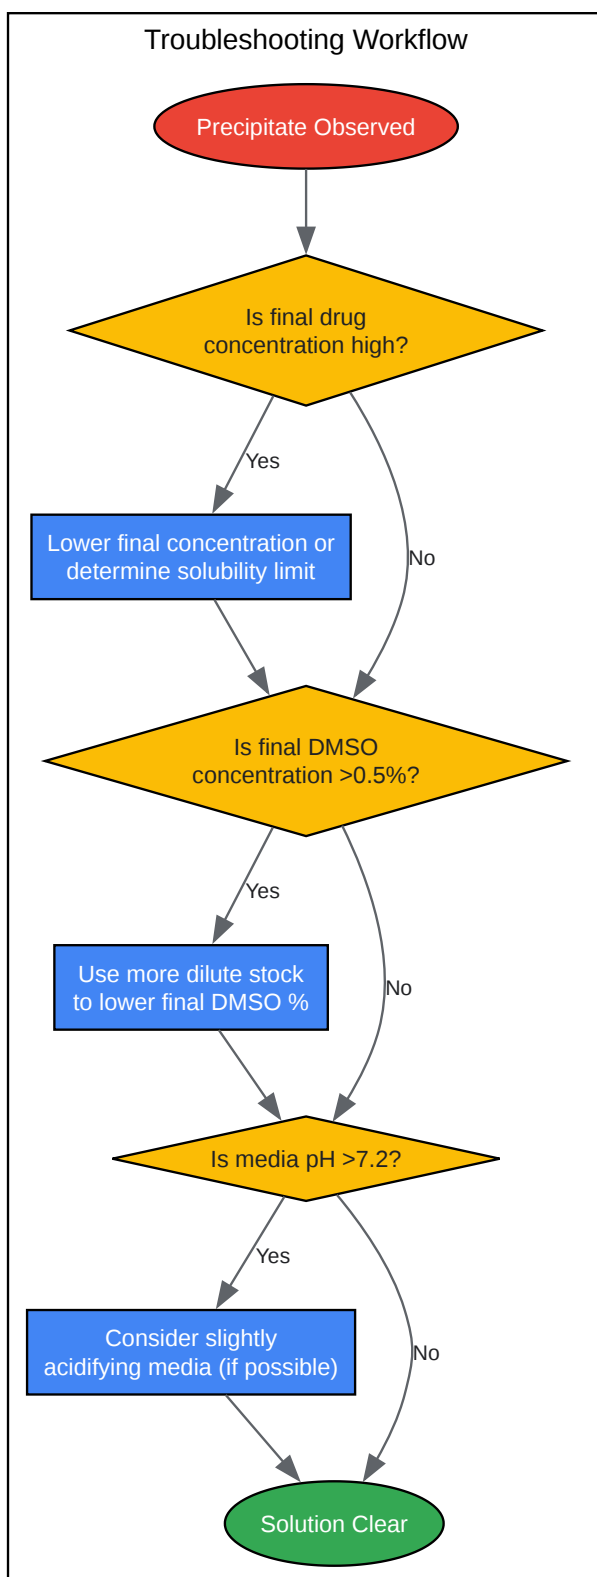 Troubleshooting Workflow
Precipitate Observed
Is final drug
concentration high?
Yes
Lower final concentration or
determine solubility limit
No
Is final DMSO
concentration >0.5%?
Yes
Use more dilute stock
to lower final DMSO %
No
Is media pH >7.2?
Yes
Consider slightly
acidifying media (if possible)
No
Solution Clear